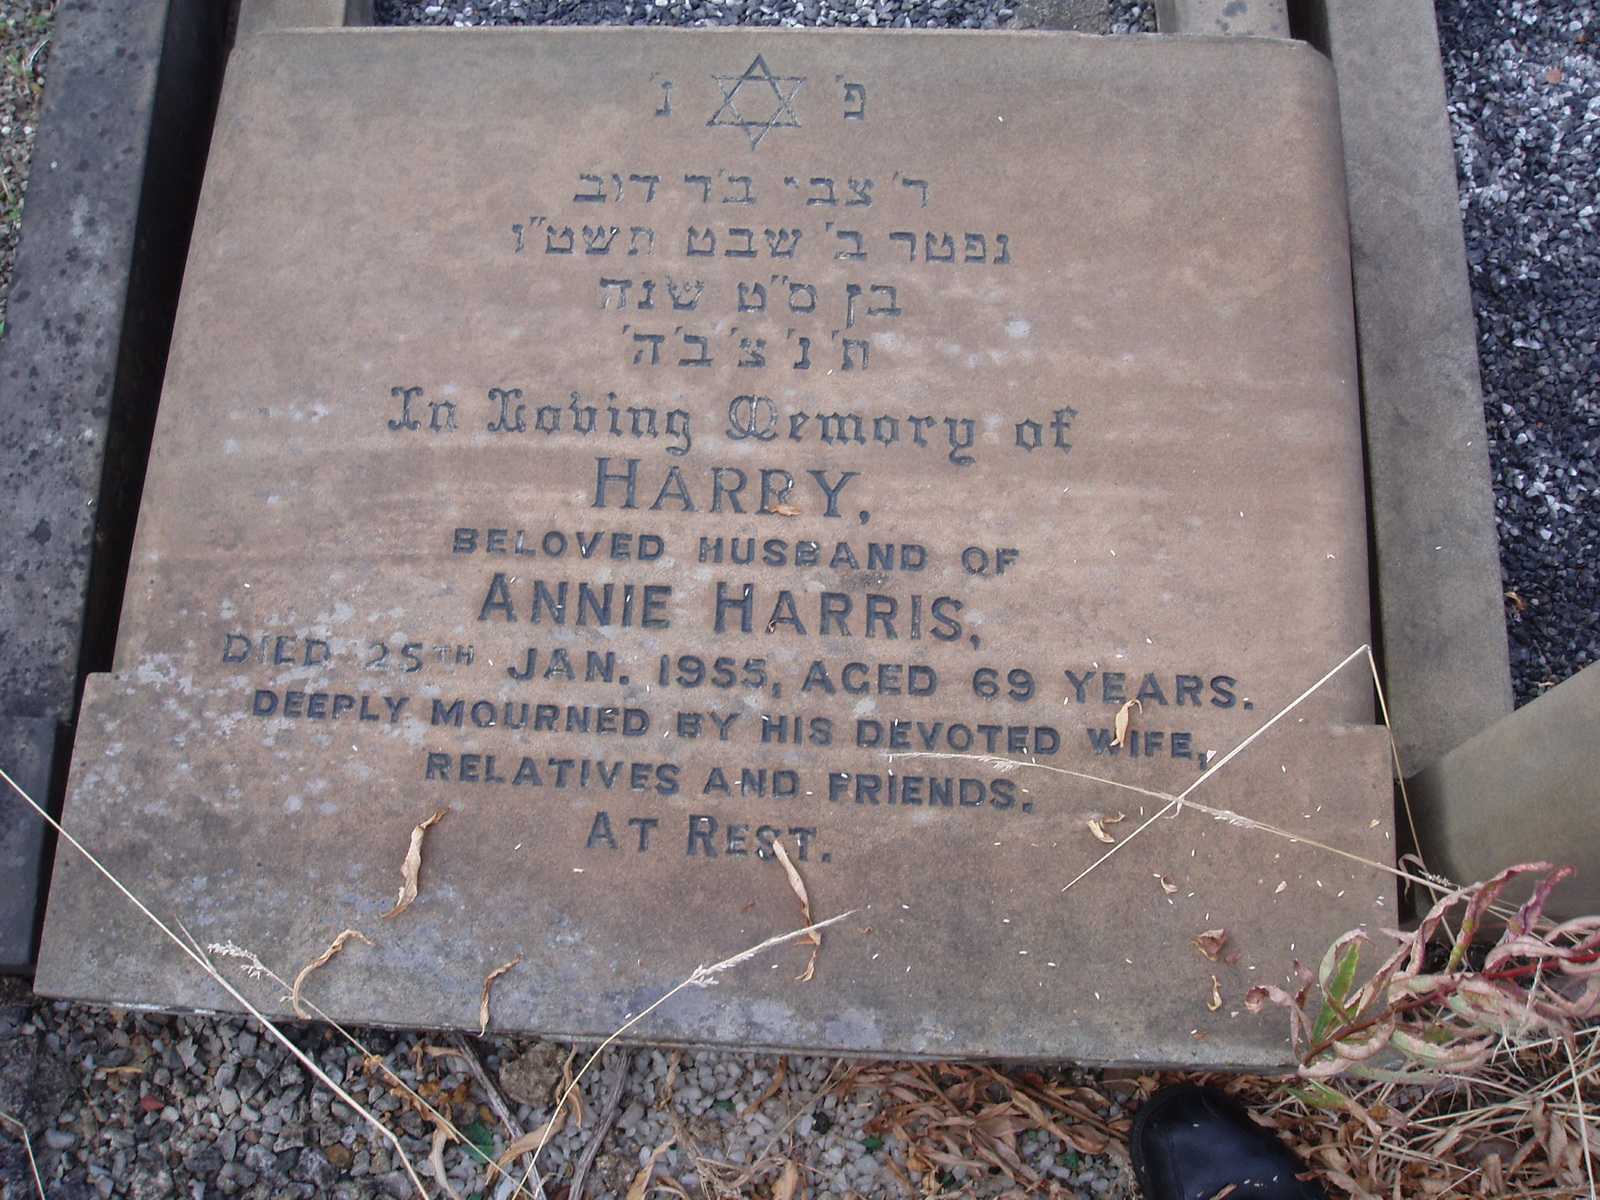 פ' נ'
ר' צבי ב'ר דוב
נפטר ב' שבט תשט"ו
בן ס"ט שנה
ת' נ' צ' ב' ה'
In Loving Memory of
HARRY,
BELOVED HUSBAND OF
ANNIE HARRIS,
DIED 25TH JAN. 1955, AGED 69 YEARS.
DEEPLY MOURNED BY HIS DEVOTED WIFE,
RELATIVES AND FRIENDS.
AT REST.